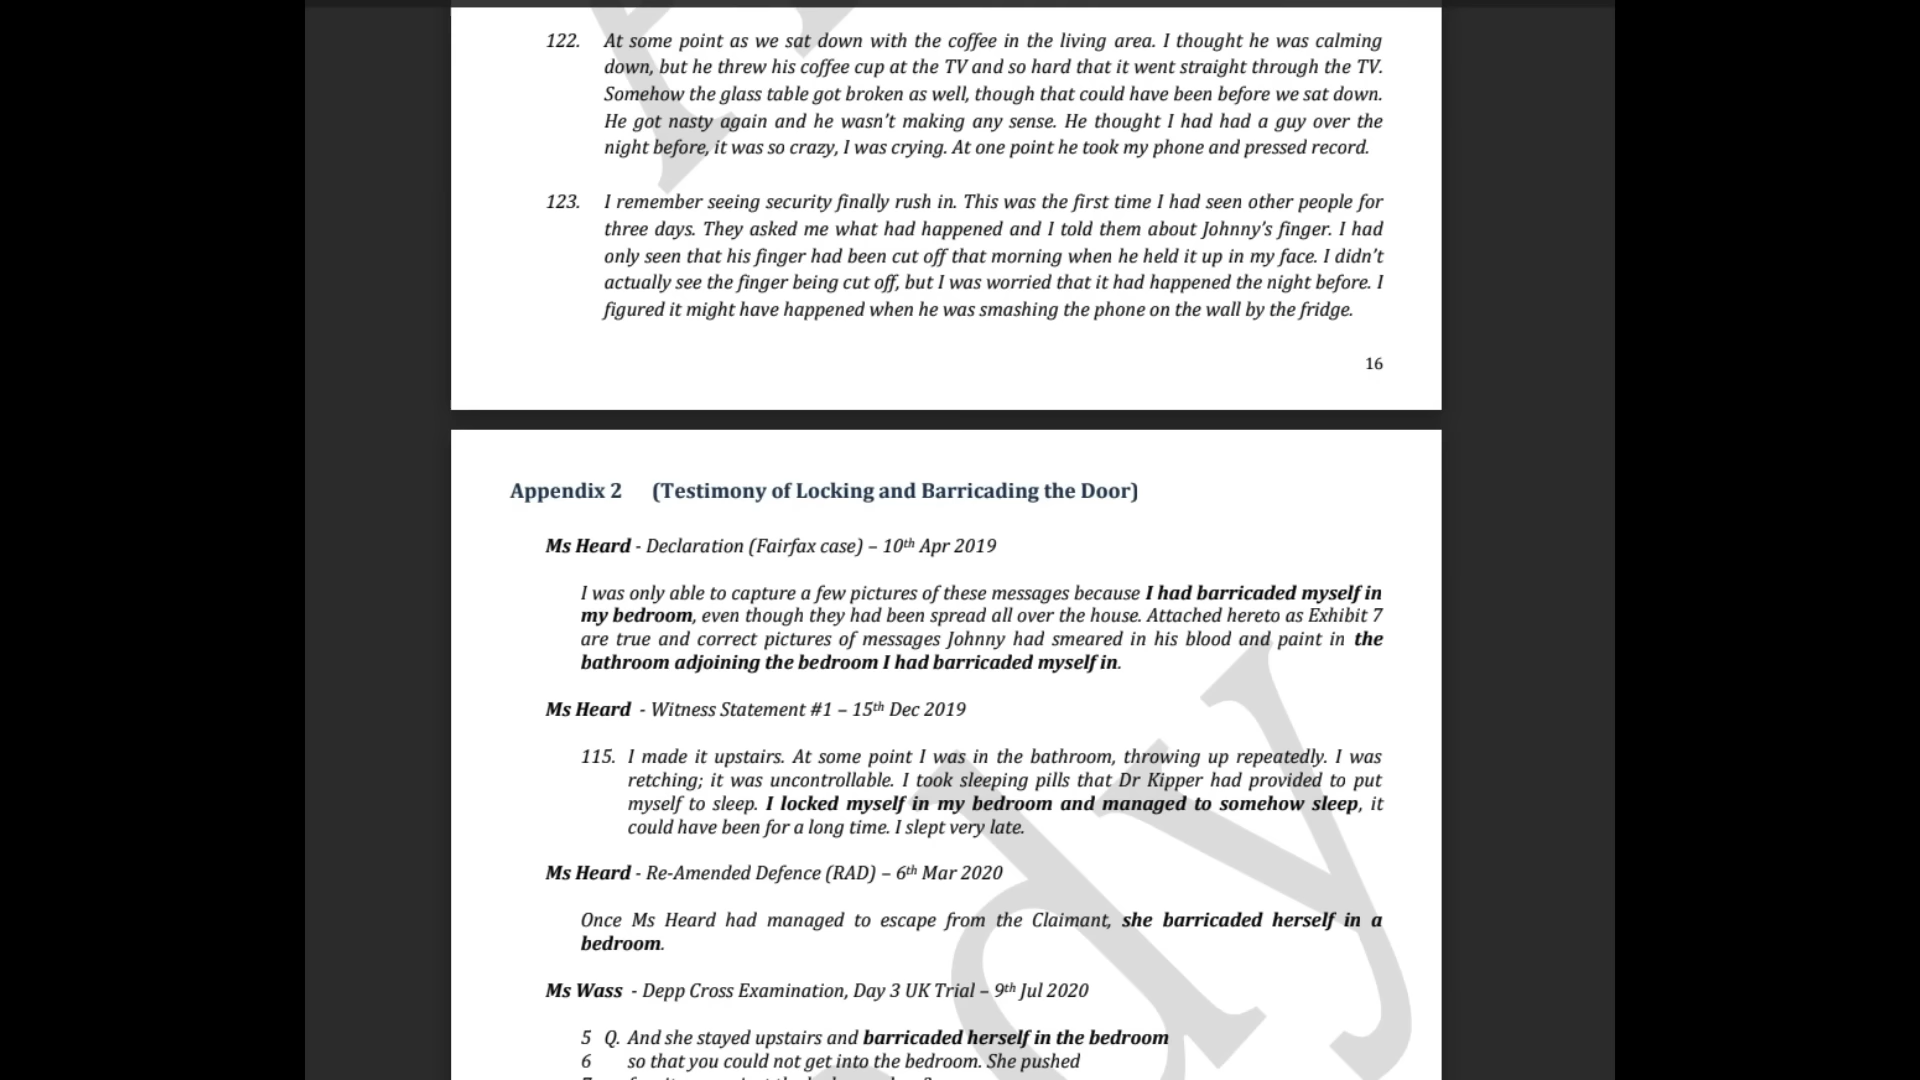 122. At some point as we sat down with the coffee in the living area. I thought he was calming
down, but he threw his coffee cup at the TV and so hard that it went straight through the TV.
Somehow the glass table got broken as well, though that could have been before we sat down.
He got nasty again and he wasn't making any sense. He thought I had had a guy over the
night before, it was so crazy, I was crying. At one point he took my phone and pressed record.
123. I remember seeing security finally rush in. This was the first time I had seen other people for
three days. They asked me what had happened and I told them about Johnny's finger. I had
only seen that his finger had been cut off that morning when he held it up in my face. I didn't
actually see the finger being cut off, but I was worried that it had happened the night before. I
figured it might have happened when he was smashing the phone on the wall by the fridge.
16
Appendix 2 (Testimony of Locking and Barricading the Door)
Ms Heard - Declaration (Fairfax case) – 10th Apr 2019
I was only able to capture a few pictures of these messages because I had barricaded myself in
my bedroom, even though they had been spread all over the house. Attached hereto as Exhibit 7
are true and correct pictures of messages Johnny had smeared in his blood and paint in the
bathroom adjoining the bedroom I had barricaded myself in.
Ms Heard - Witness Statement #1 – 15th Dec 2019
115. I made it upstairs. At some point I was in the bathroom, throwing up repeatedly. I was
retching; it was uncontrollable. I took sleeping pills that Dr Kipper had provided to put
myself to sleep. I locked myself in my bedroom and managed to somehow sleep, it
could have been for a long time. I slept very late.
Ms Heard - Re-Amended Defence (RAD) – 6th Mar 2020
Once Ms Heard had managed to escape from the Claimant, she barricaded herself in a
bedroom.
Ms Wass - Depp Cross Examination, Day 3 UK Trial – 9th Jul 2020
5 Q. And she stayed upstairs and barricaded herself in the bedroom
6 so that you could not get into the bedroom. She pushed